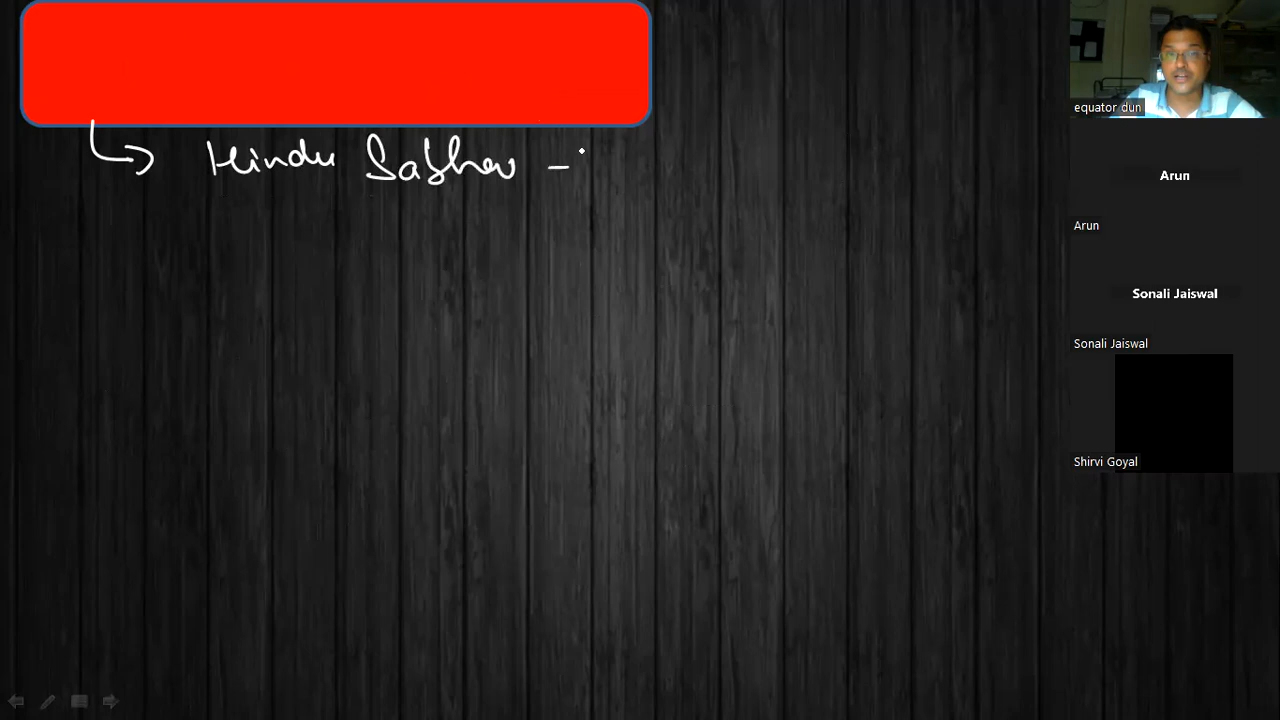 Hindu Sabha -
equator dun
Arun
Arun
Sonali Jaiswal
Sonali Jaiswal
Shirvi Goyal